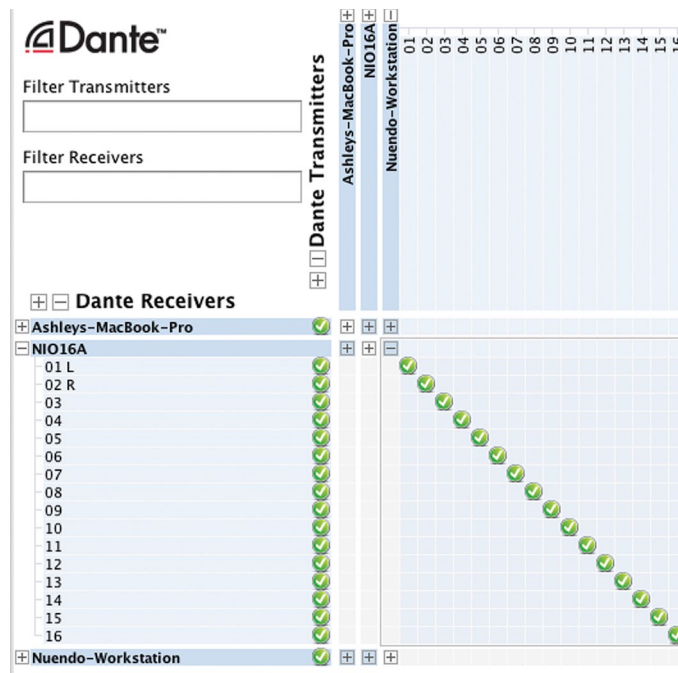 Dante™
Filter Transmitters
Filter Receivers
Dante Transmitters
Ashleys-MacBook-Pro
NIO16A
Nuendo-Workstation
01 02 03 04 05 06 07 08 09 10 11 12 13 14 15 16
Dante Receivers
Ashleys-MacBook-Pro
NIO16A
01 L
02 R
03
04
05
06
07
08
09
10
11
12
13
14
15
16
Nuendo-Workstation